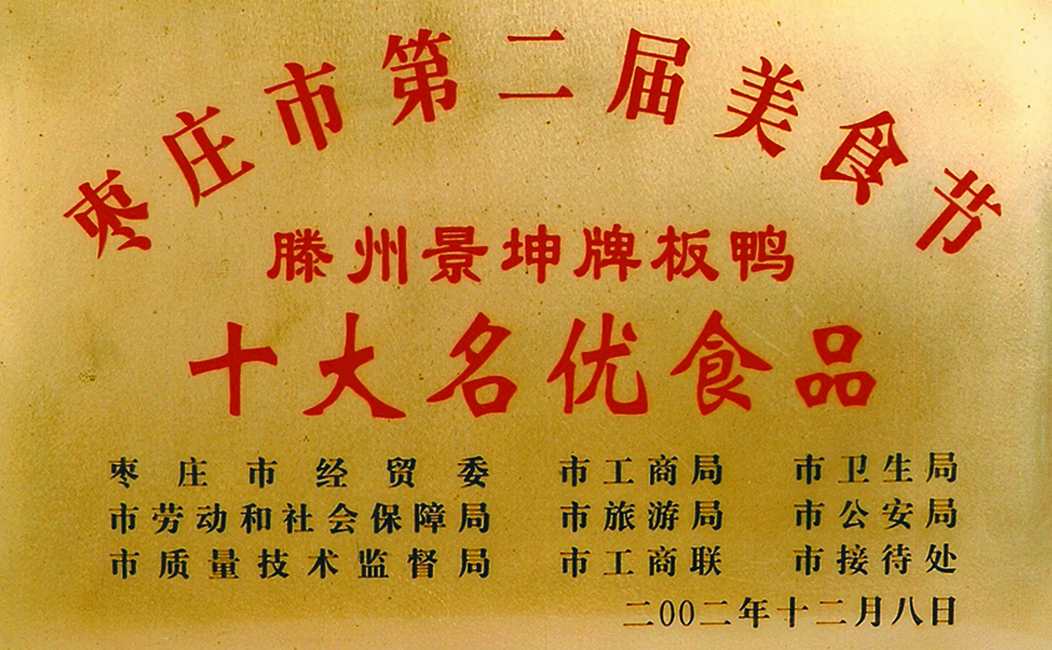 枣庄市第二届美食节
滕州景坤牌板鸭
十大名优食品
枣庄市经贸委 市工商局 市卫生局
市劳动和社会保障局 市旅游局 市公安局
市质量技术监督局 市工商联 市接待处
二00二年十二月八日